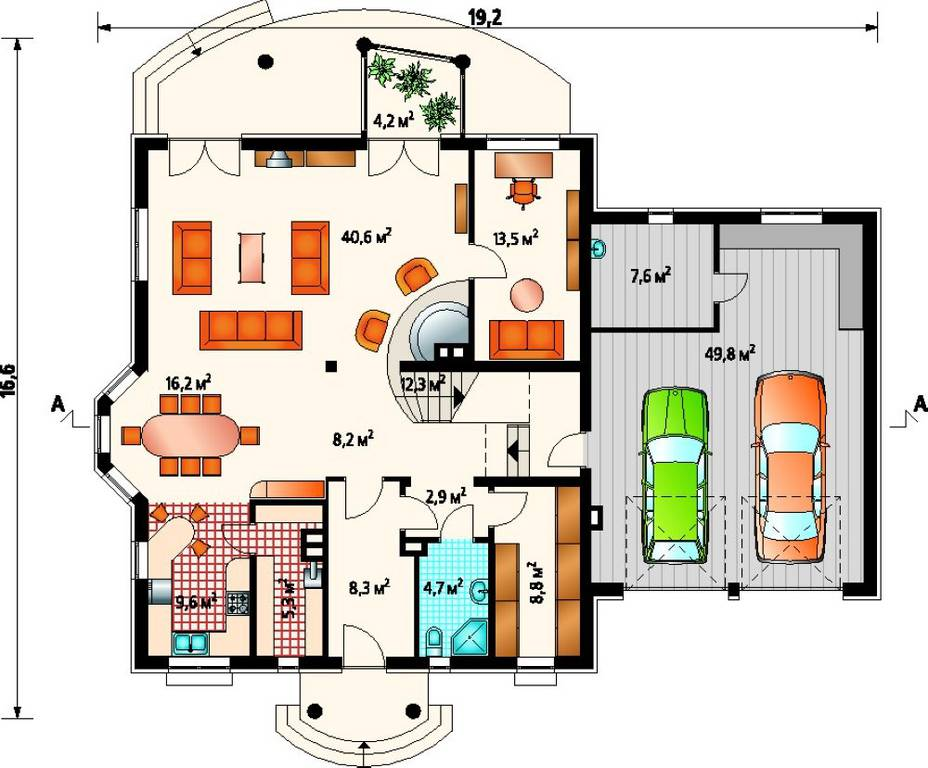 19,2
16,6
4,2 м²
40,6 м²
13,5 м²
7,6 м²
49,8 м²
16,2 м²
12,3 м²
A
A
8,2 м²
2,9 м²
9,6 м²
5,3 м²
8,3 м²
4,7 м²
8,8 м²